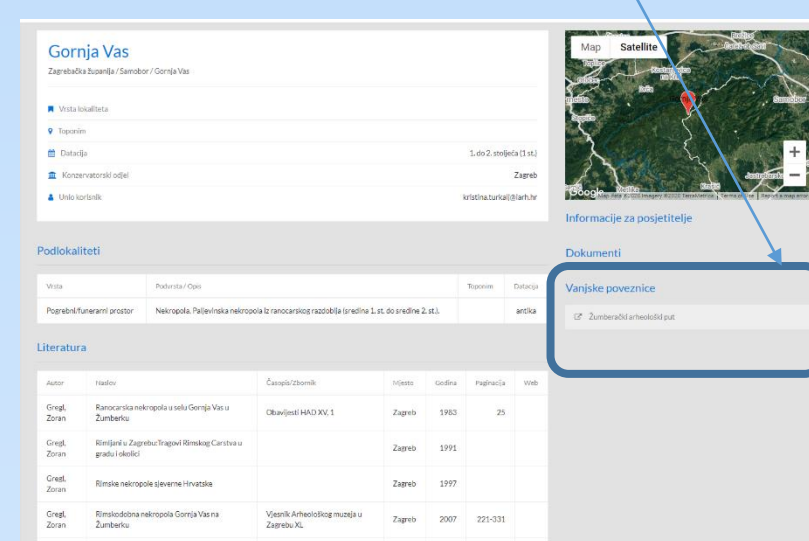 Gornja Vas
Zagrebačka županija / Samobor / Gornja Vas
Vrsta lokaliteta
Toponim
Datacija 1. do 2. stoljeća (1 st.)
Konzervatorski odjel Zagreb
Unio korisnik kristina.turkalj@iarh.hr
Podlokaliteti
Vrsta Podvrsta / Opis Toponim Datacija
Pogrebni/funerarni prostor Nekropola, Paljevinska nekropola iz ranocarskog razdoblja (sredina 1. st. do sredine 2. st.). antika
Literatura
Autor Naslov Časopis/Zbornik Mjesto Godina Paginacija Web
Gregl, Ranocarska nekropola u selu Gornja Vas u Obavijesti HAD XV, 1 Zagreb 1983 25
Zoran Žumberku
Gregl, Rimljani u Zagrebu:Tragovi Rimskog Carstva u Zagreb 1991
Zoran gradu i okolici
Gregl, Rimske nekropole sjeverne Hrvatske Zagreb 1997
Zoran
Gregl, Rimskodobna nekropola Gornja Vas na Vjesnik Arheološkog muzeja u Zagreb 2007 221-331
Zoran Žumberku Zagrebu XL
Map Satellite
Samobor
Google
Informacije za posjetitelje
Dokumenti
Vanjske poveznice
Žumberački arheološki put